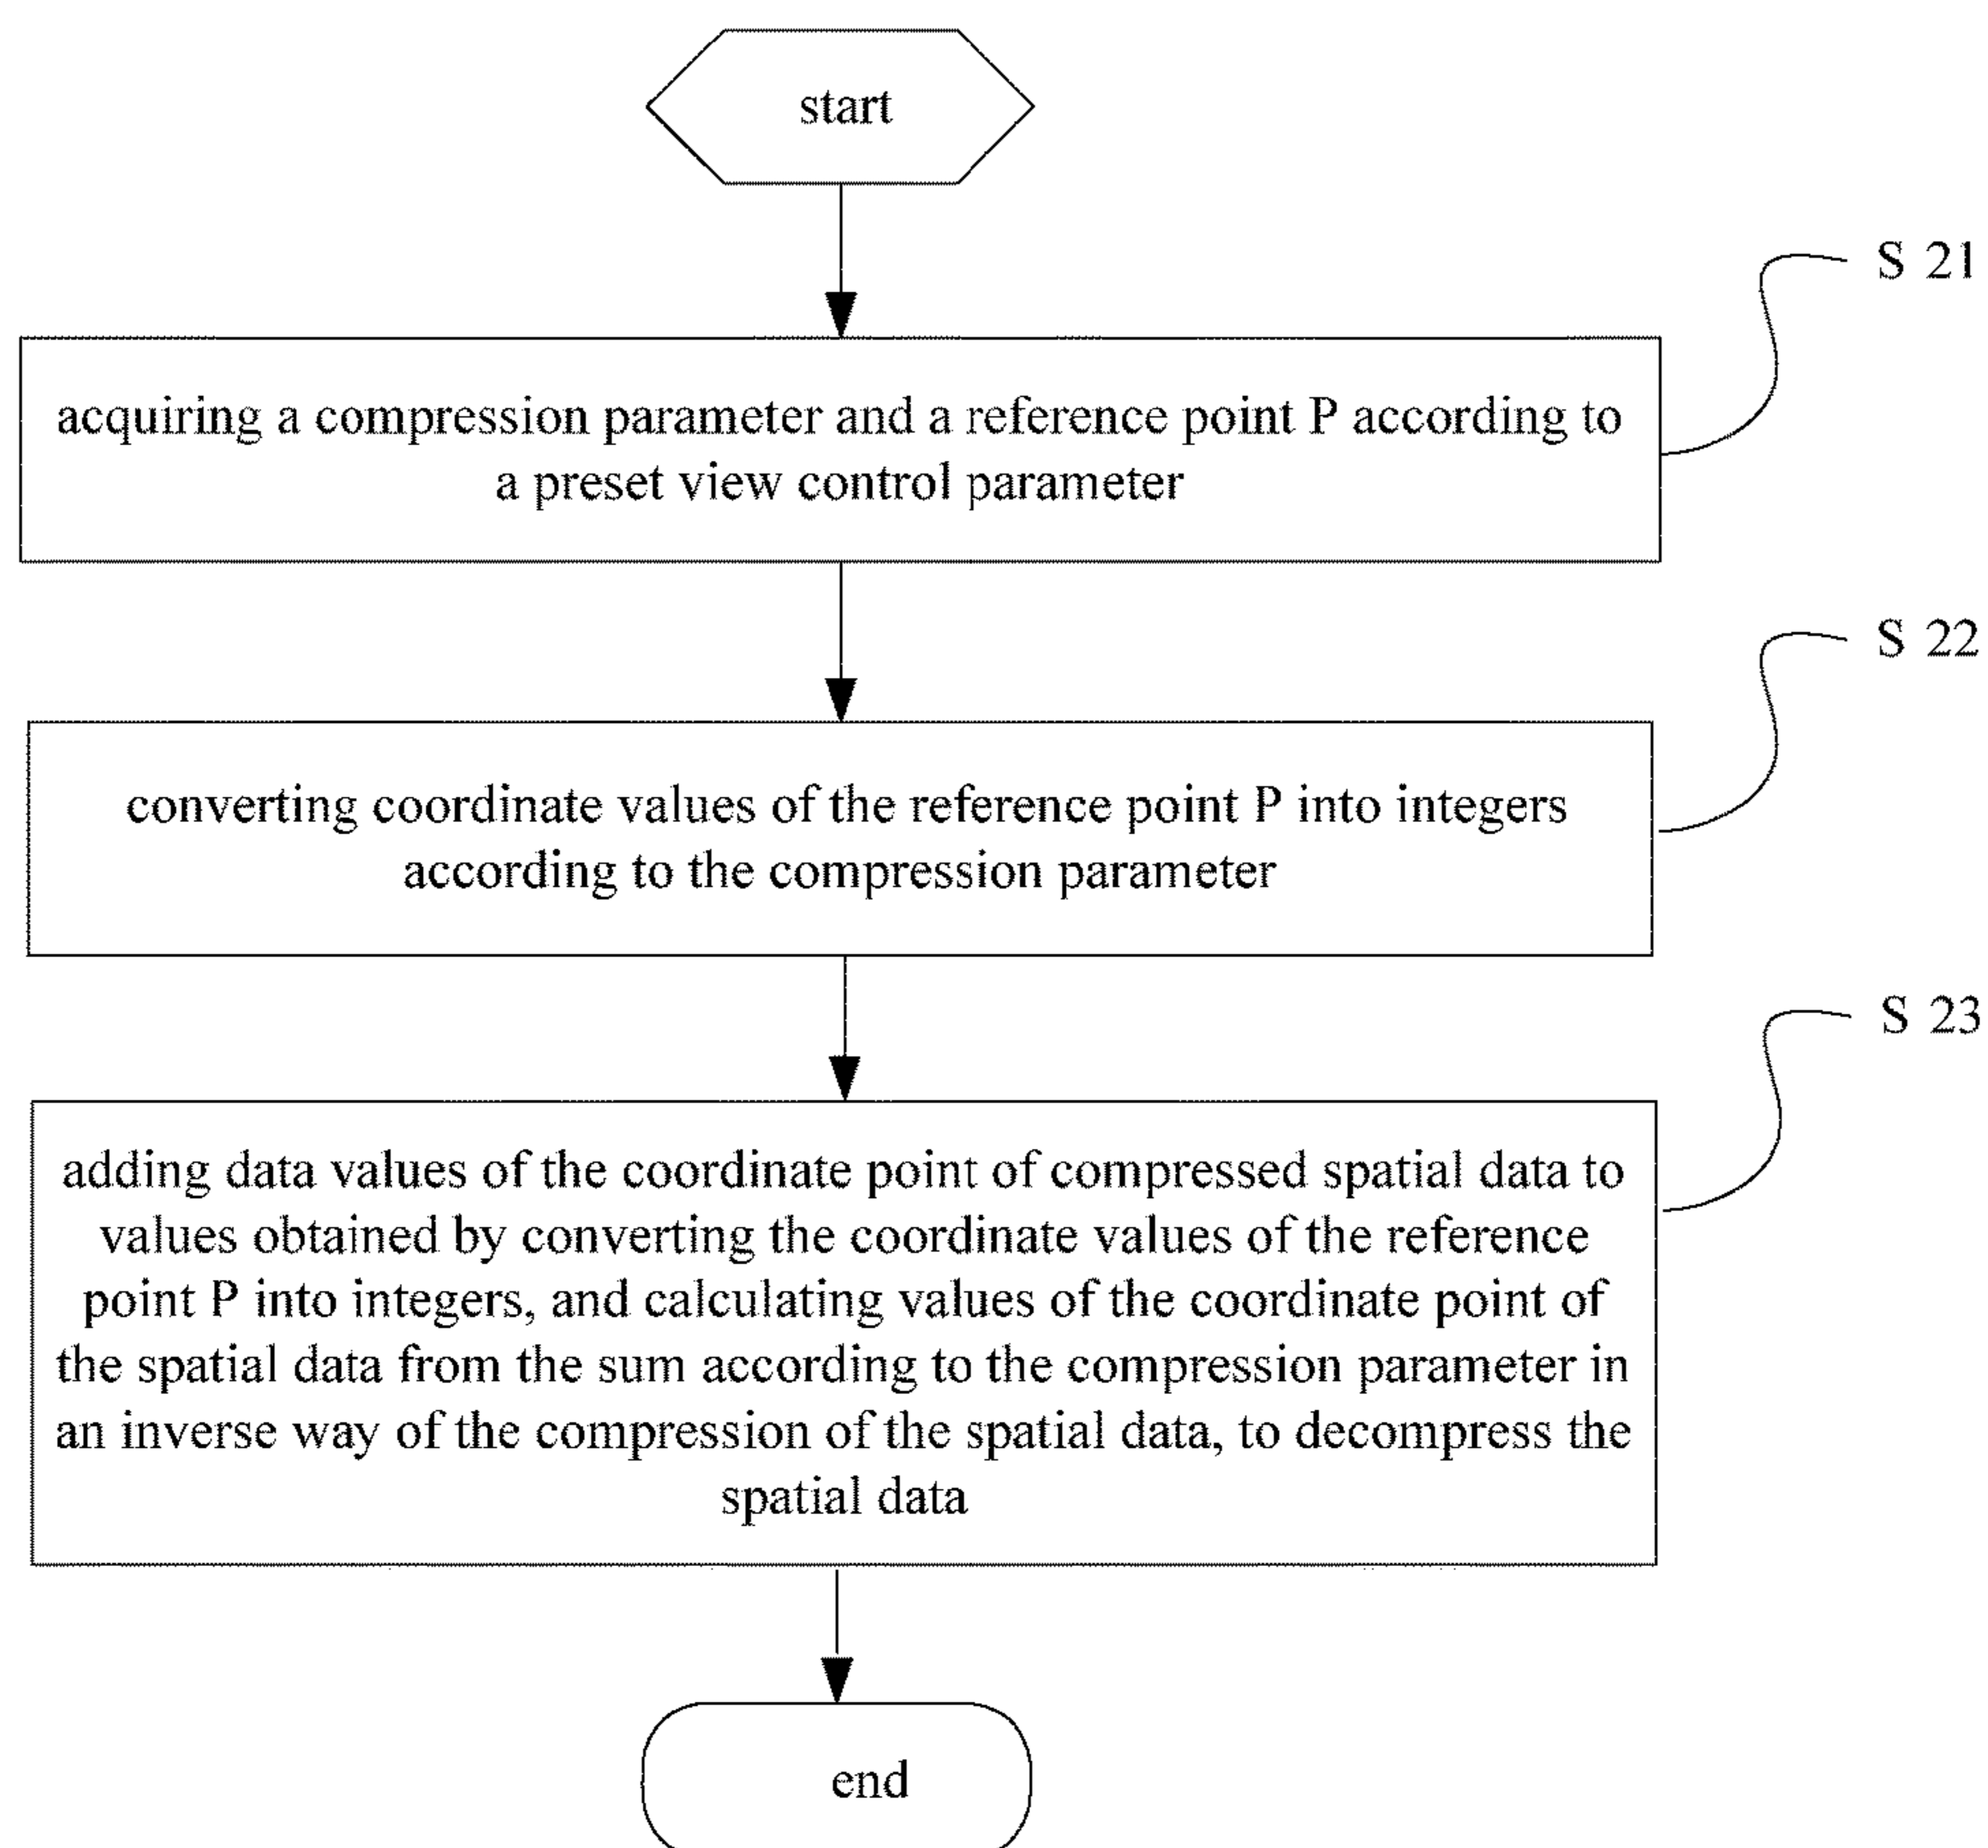 start
S 21
acquiring a compression parameter and a reference point P according to
a preset view control parameter
S 22
converting coordinate values of the reference point P into integers
according to the compression parameter
S 23
adding data values of the coordinate point of compressed spatial data to
values obtained by converting the coordinate values of the reference
point P into integers, and calculating values of the coordinate point of
the spatial data from the sum according to the compression parameter in
an inverse way of the compression of the spatial data, to decompress the
spatial data
end